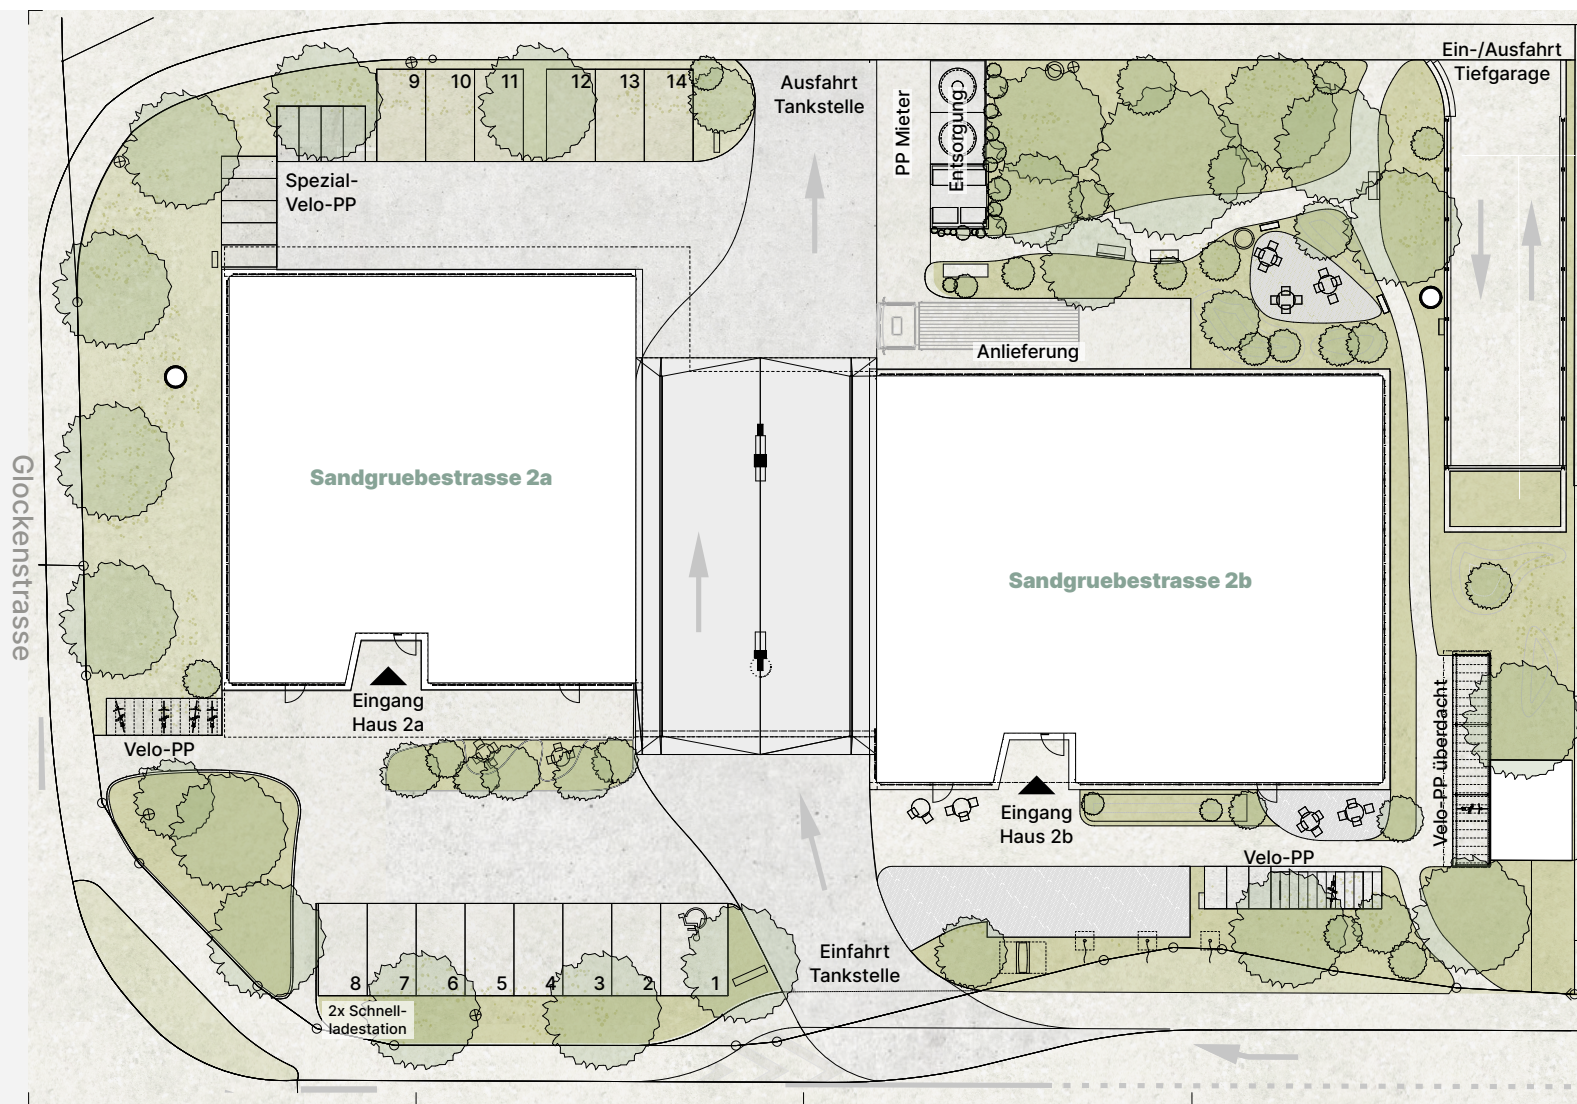 Ein-/Ausfahrt
Tiefgarage
9
10
11
12
13
14
Ausfahrt
Tankstelle
PP Mieter
Entsorgung
Spezial-
Velo-PP
Anlieferung
Sandgruebestrasse 2a
Sandgruebestrasse 2b
Glockenstrasse
Eingang
Haus 2a
Velo-PP
Velo-PP überdacht
Eingang
Haus 2b
Velo-PP
Einfahrt
Tankstelle
8
7
6
5
4
3
2
1
2x Schnell-
ladestation